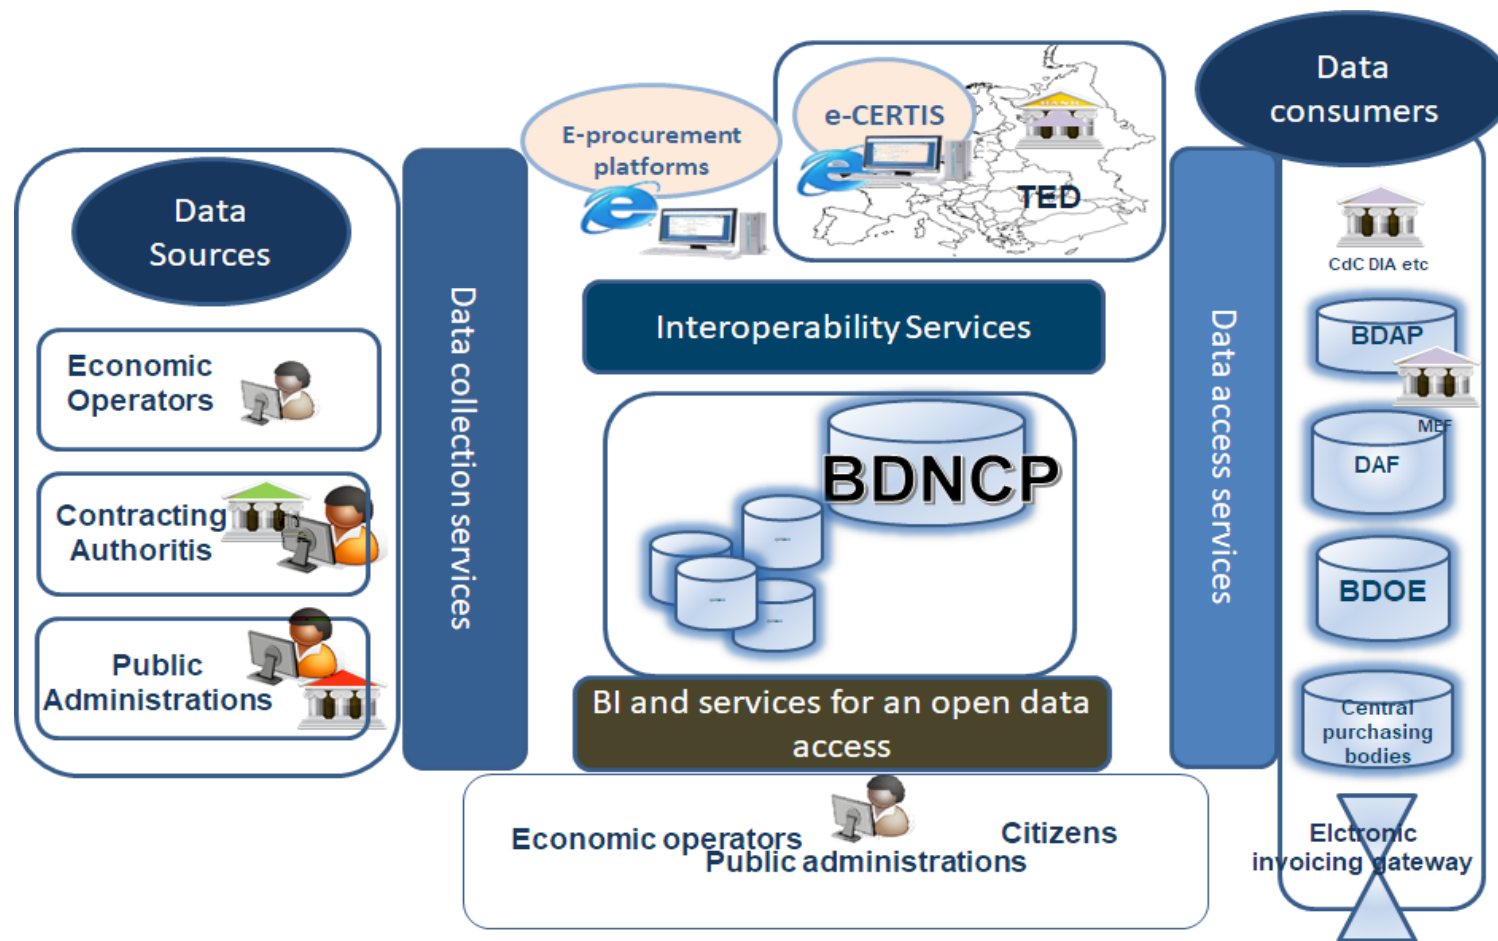 Data
Sources
Economic
Operators
Contracting
Authoritis
Public
Administrations
Data collection services
E-procurement
platforms
e-CERTIS
TED
Interoperability Services
BDNCP
BI and services for an open data
access
Economic operators
Citizens
Public administrations
Data access services
Data
consumers
CdC DIA etc
BDAP
MEF
DAF
BDOE
Central
purchasing
bodies
Elctronic
invoicing gateway